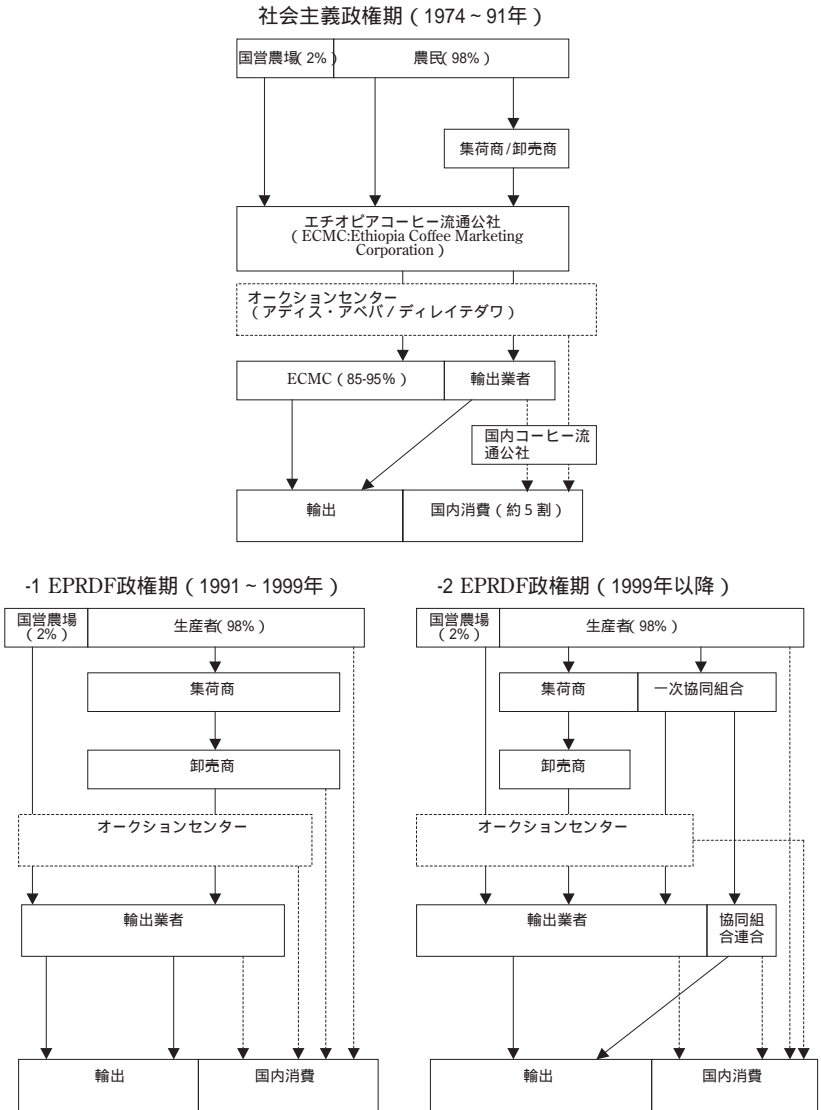 社会主義政権期（1974～91年）
国営農場（2%）
農民（98%）
集荷商/卸売商
エチオピアコーヒー流通公社
（ECMC:Ethiopia Coffee Marketing
Corporation）
オークションセンター
（アディス・アベバ/ディレイテダワ）
ECMC（85-95%）
輸出業者
国内コーヒー流
通公社
輸出
国内消費（約５割）
-1 EPRDF政権期（1991～1999年）
国営農場
（2%）
生産者（98%）
集荷商
卸売商
オークションセンター
輸出業者
輸出
国内消費
-2 EPRDF政権期（1999年以降）
国営農場
（2%）
生産者（98%）
集荷商
一次協同組合
卸売商
オークションセンター
輸出業者
協同組
合連合
輸出
国内消費